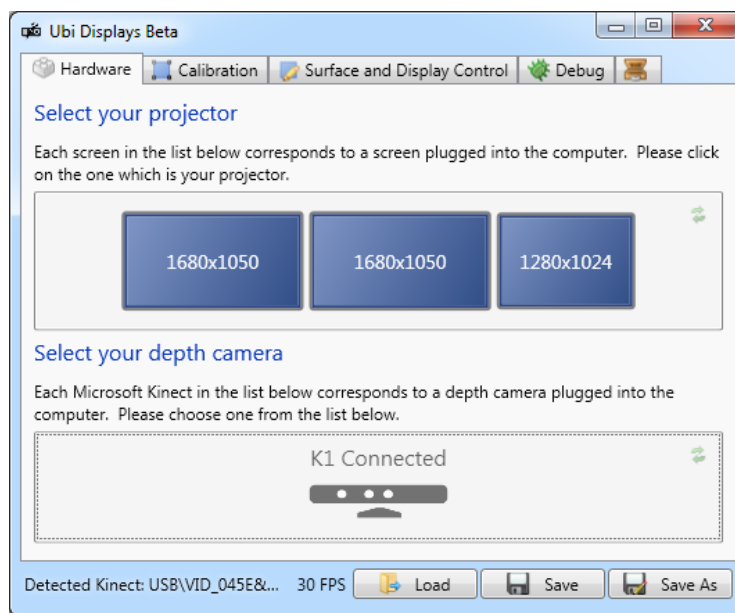 Ubi Displays Beta
Hardware
Calibration
Surface and Display Control
Debug
Select your projector
Each screen in the list below corresponds to a screen plugged into the computer.  Please click
on the one which is your projector.
1680x1050
1680x1050
1280x1024
Select your depth camera
Each Microsoft Kinect in the list below corresponds to a depth camera plugged into the
computer.  Please choose one from the list below.
K1 Connected
Detected Kinect: USB\VID_045E&...
30 FPS
Load
Save
Save As